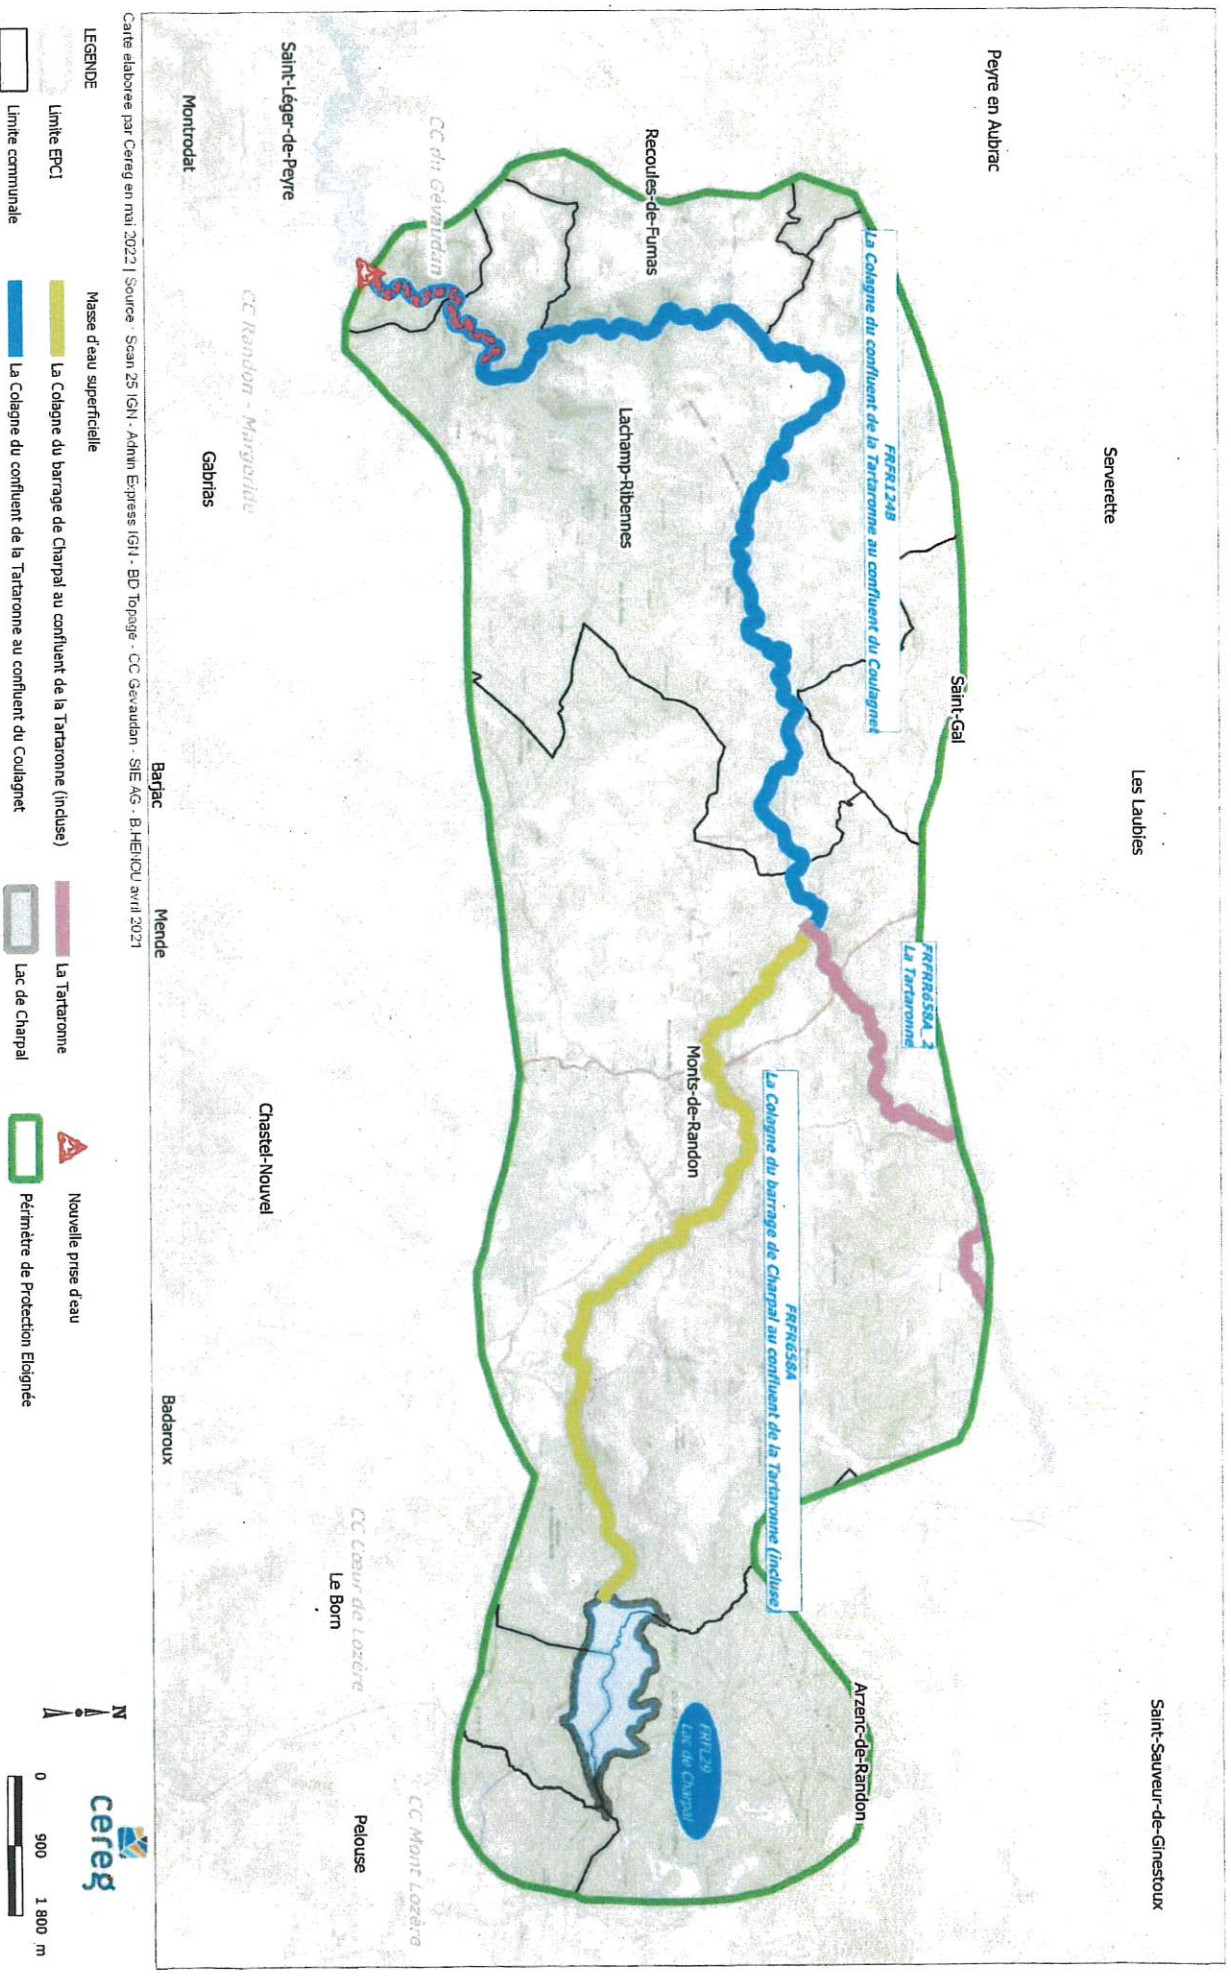 Peyre en Aubrac
Serverette
Les Laubies
Saint-Sauveur-de-Ginestoux
Saint-Gal
FRFR124B
La Colagne du confluent de la Tartaronne au confluent du Coulagnet
FRFRR658A_2
La Tartaronne
FRFR658A
La Colagne du barrage de Charpal au confluent de la Tartaronne (incluse)
Arzenc-de-Randon
Recoules-de-Fumas
Lachamp-Ribennes
Monts-de-Randon
FRFL29
Lac de Charpal
CC du Gévaudan
Saint-Léger-de-Peyre
CC Randon - Margeride
Montrodat
Gabrias
Barjac
Mende
Chastel-Nouvel
Badaroux
CC Cœur de Lozère
Le Born
CC Mont Lozère
Pelouse
Carte elaboree par Cereg en mai 2022 | Source : Scan 25 IGN - Admin Express IGN - BD Topage - CC Gevaudan - SIE AG - B.HENOU avril 2021
LEGENDE
Limite EPCI
Limite communale
Masse d'eau superficielle
La Colagne du barrage de Charpal au confluent de la Tartaronne (incluse)
La Colagne du confluent de la Tartaronne au confluent du Coulagnet
La Tartaronne
Lac de Charpal
Nouvelle prise d'eau
Périmètre de Protection Eloignée
N
cereg
0 900 1 800 m